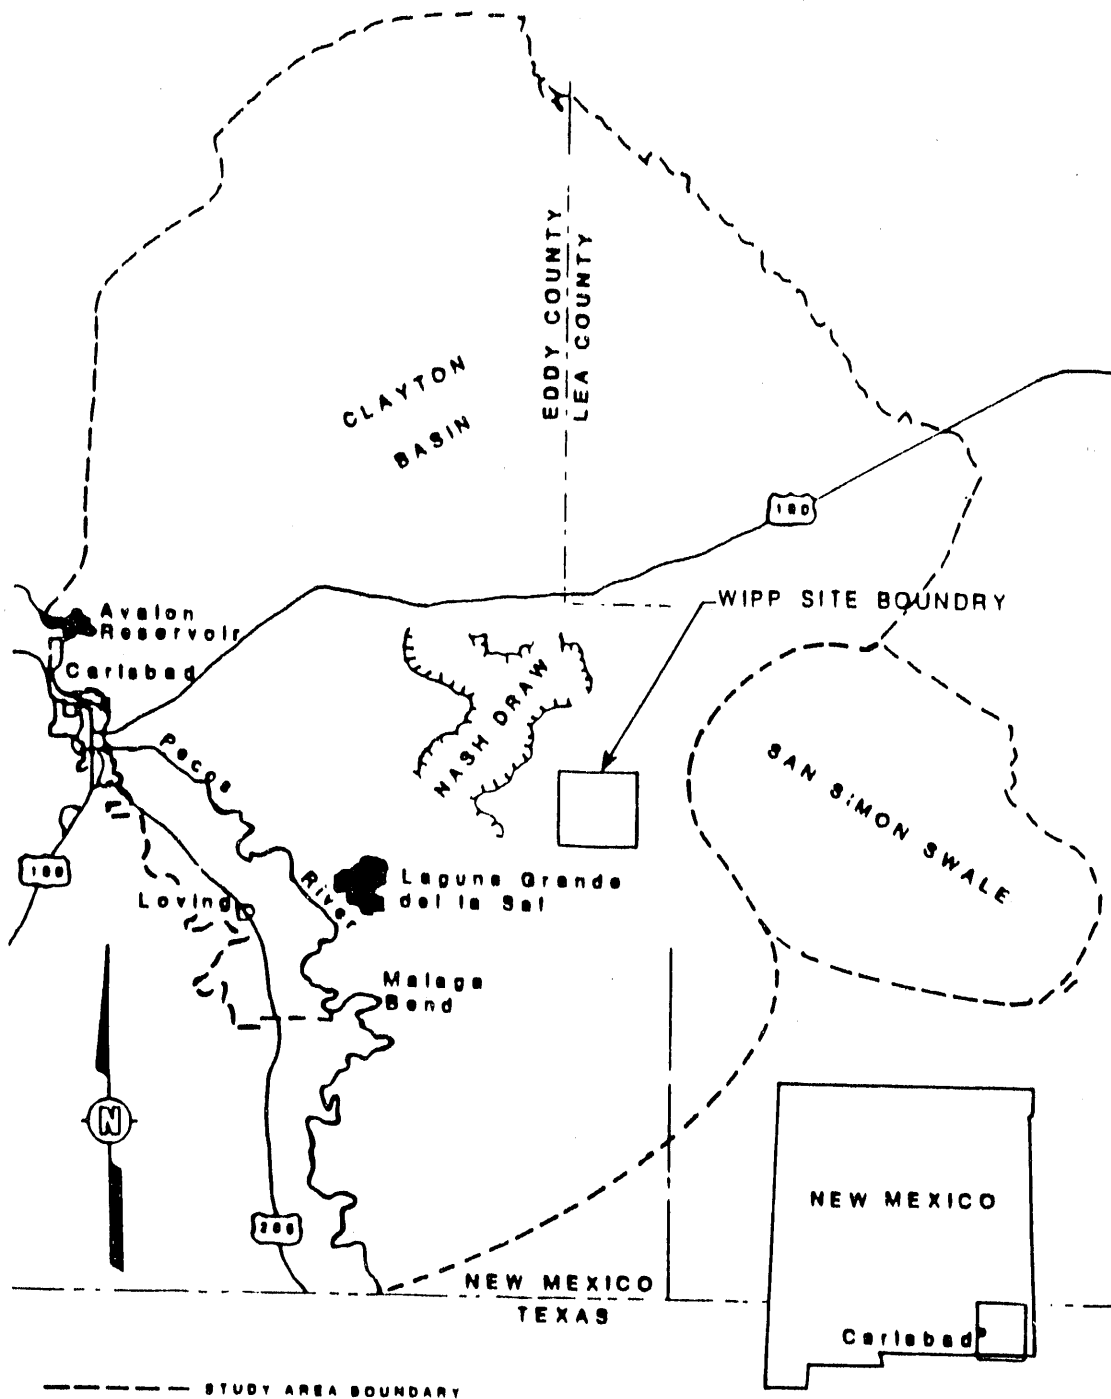 EDDY COUNTY
LEA COUNTY
CLAYTON
BASIN
180
Avalon
Reservoir
WIPP SITE BOUNDRY
Carlsbad
NASH DRAW
Pecos
River
SAN SIMON SWALE
180
Laguna Grande
del la Sal
Loving
Malaga
Bend
N
NEW MEXICO
285
NEW MEXICO
TEXAS
Carlsbad
STUDY AREA BOUNDARY